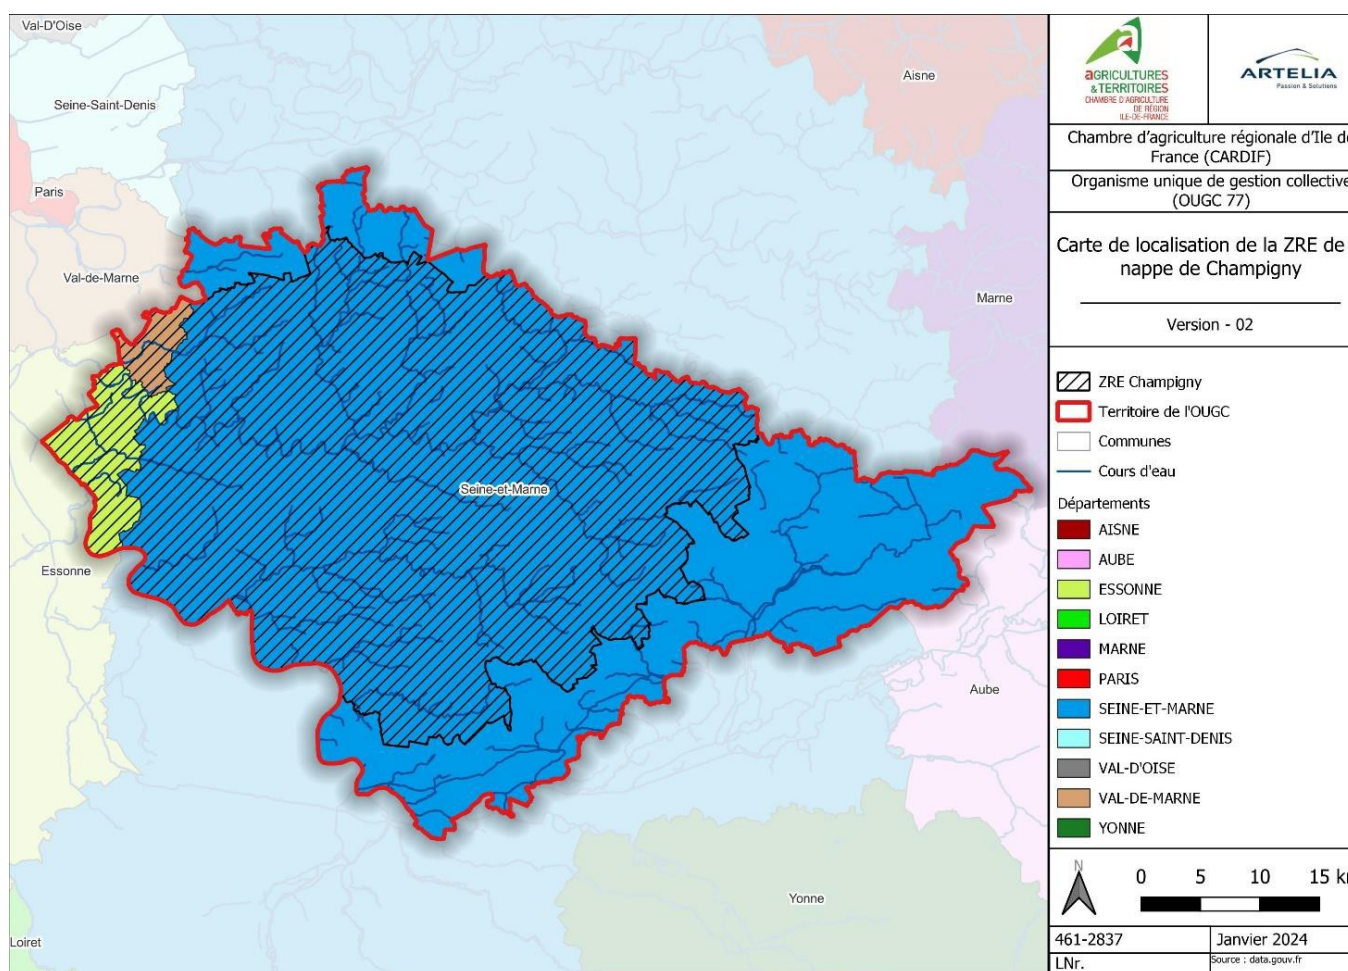 Val-D'Oise
Aisne
Seine-Saint-Denis
Paris
Val-de-Marne
Marne
Seine-et-Marne
Essonne
Aube
Yonne
Loiret
AGRICULTURES
& TERRITOIRES
CHAMBRE D'AGRICULTURE
DE RÉGION
ILE-DE-FRANCE
ARTELIA
Passion & Solutions
Chambre d'agriculture régionale d'Ile de
France (CARDIF)
Organisme unique de gestion collective
(OUGC 77)
Carte de localisation de la ZRE de
nappe de Champigny
Version - 02
ZRE Champigny
Territoire de l'OUGC
Communes
Cours d'eau
Départements
AISNE
AUBE
ESSONNE
LOIRET
MARNE
PARIS
SEINE-ET-MARNE
SEINE-SAINT-DENIS
VAL-D'OISE
VAL-DE-MARNE
YONNE
N
0 5 10 15 km
461-2837
Janvier 2024
LNr.
Source : data.gouv.fr